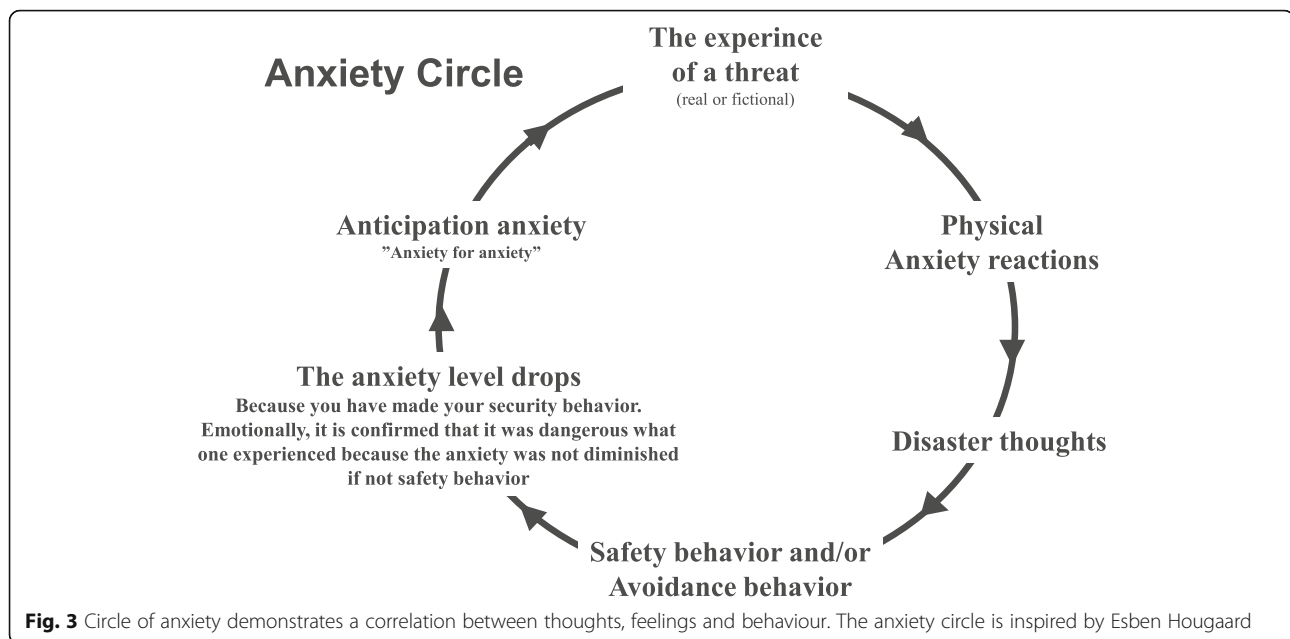 Anxiety Circle
The experince
of a threat
(real or fictional)
Physical
Anxiety reactions
Disaster thoughts
Safety behavior and/or
Avoidance behavior
The anxiety level drops
Because you have made your security behavior.
Emotionally, it is confirmed that it was dangerous what
one experienced because the anxiety was not diminished
if not safety behavior
Anticipation anxiety
”Anxiety for anxiety”
Fig. 3 Circle of anxiety demonstrates a correlation between thoughts, feelings and behaviour. The anxiety circle is inspired by Esben Hougaard